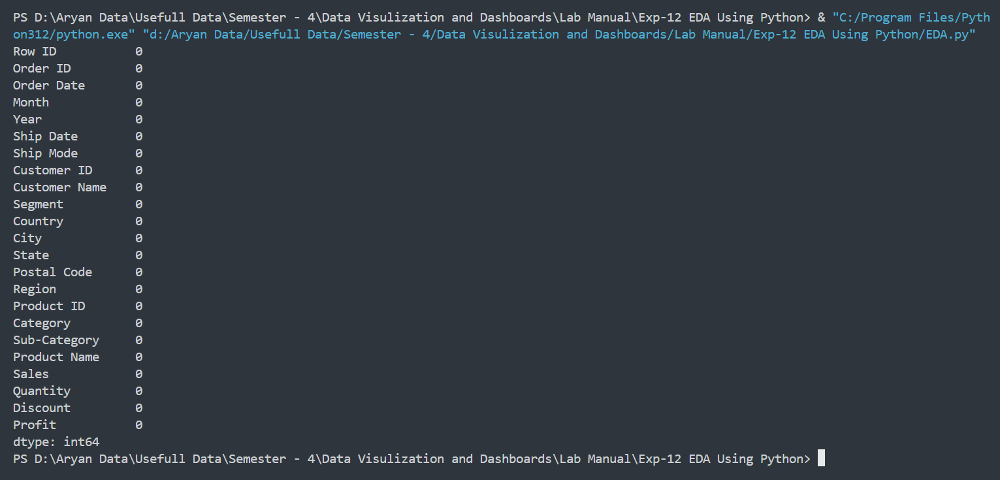 PS D:\Aryan Data\Usefull Data\Semester - 4\Data Visulization and Dashboards\Lab Manual\Exp-12 EDA Using Python> & "C:/Program Files/Pyth
on312/python.exe" "d:/Aryan Data/Usefull Data/Semester - 4/Data Visulization and Dashboards/Lab Manual/Exp-12 EDA Using Python/EDA.py"
Row ID           0
Order ID         0
Order Date       0
Month            0
Year             0
Ship Date        0
Ship Mode        0
Customer ID      0
Customer Name    0
Segment          0
Country          0
City             0
State            0
Postal Code      0
Region           0
Product ID       0
Category         0
Sub-Category     0
Product Name     0
Sales            0
Quantity         0
Discount         0
Profit           0
dtype: int64
PS D:\Aryan Data\Usefull Data\Semester - 4\Data Visulization and Dashboards\Lab Manual\Exp-12 EDA Using Python>